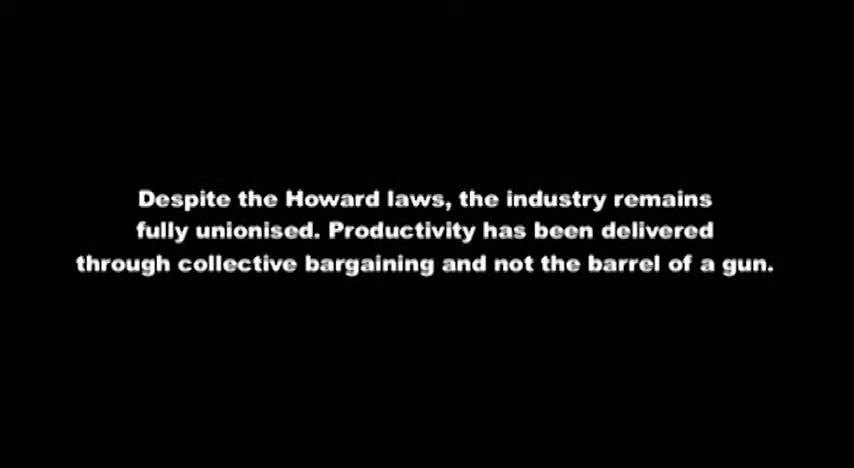 Despite the Howard laws, the industry remains
fully unionised. Productivity has been delivered
through collective bargaining and not the barrel of a gun.